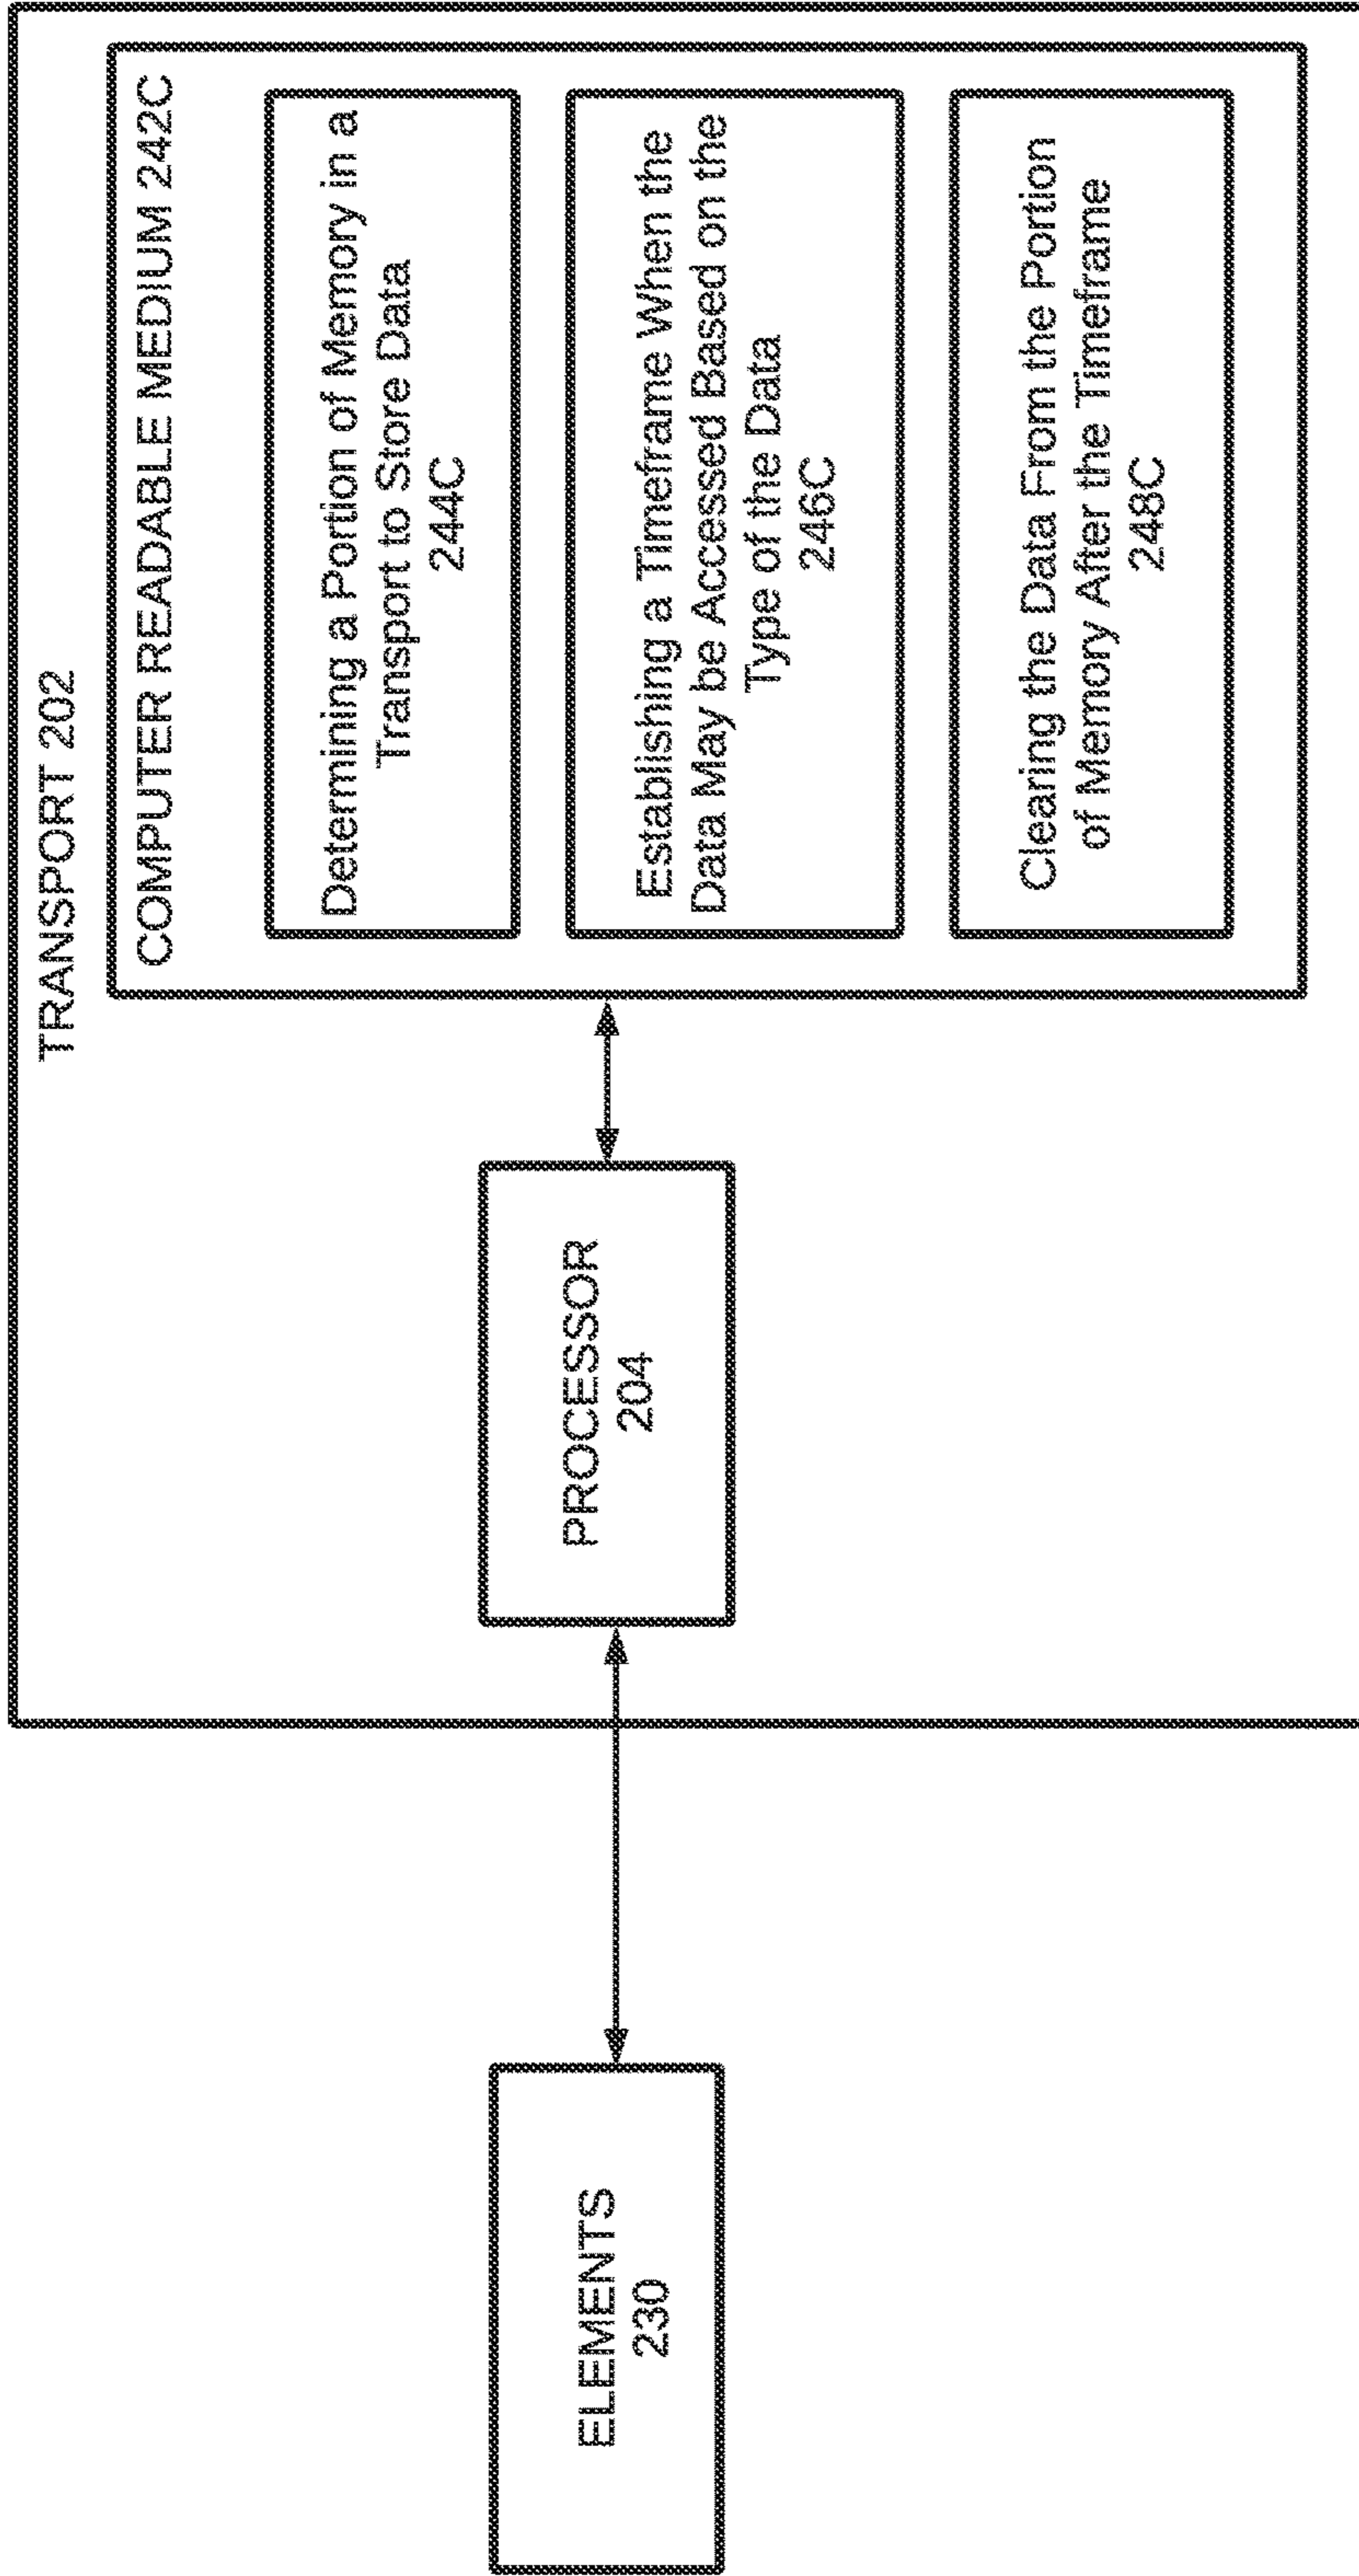 TRANSPORT 202
COMPUTER READABLE MEDIUM 242C
Determining a Portion of Memory in a
Transport to Store Data
244C
Establishing a Timeframe When the
Data May be Accessed Based on the
Type of the Data
246C
Clearing the Data From the Portion
of Memory After the Timeframe
248C
PROCESSOR
204
ELEMENTS
230